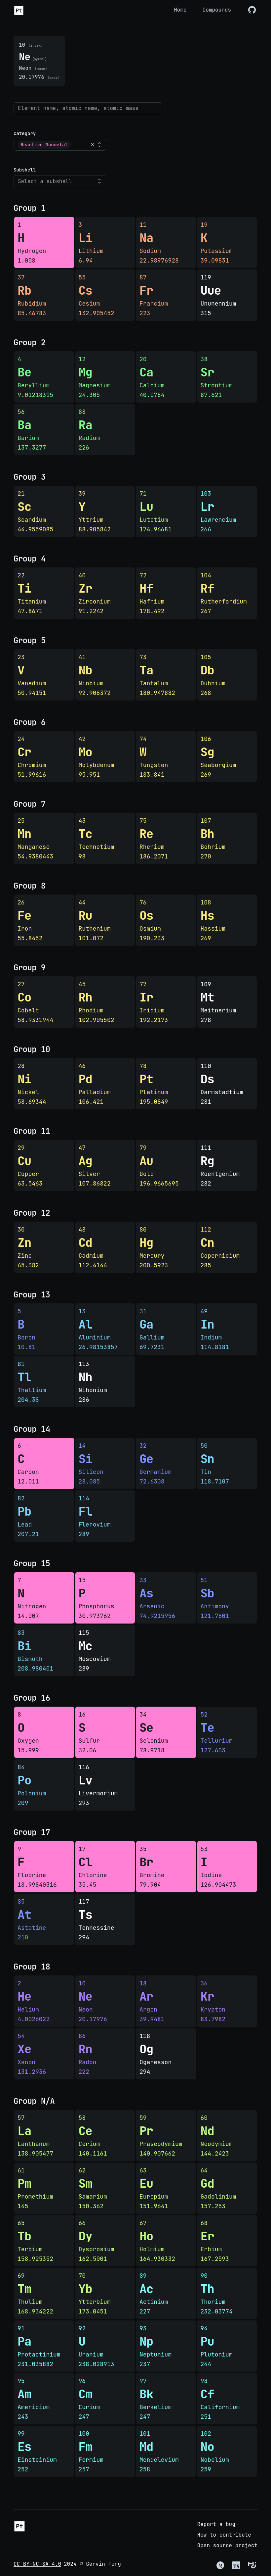 Pt
Home
Compounds
10 (index)
Ne (symbol)
Neon (name)
20.17976 (mass)
Element name, atomic name, atomic mass
Category
Reactive Nonmetal
Subshell
Select a subshell
Group 1
1
H
Hydrogen
1.008
3
Li
Lithium
6.94
11
Na
Sodium
22.98976928
19
K
Potassium
39.09831
37
Rb
Rubidium
85.46783
55
Cs
Cesium
132.905452
87
Fr
Francium
223
119
Uue
Ununennium
315
Group 2
4
Be
Beryllium
9.01218315
12
Mg
Magnesium
24.305
20
Ca
Calcium
40.0784
38
Sr
Strontium
87.621
56
Ba
Barium
137.3277
88
Ra
Radium
226
Group 3
21
Sc
Scandium
44.9559085
39
Y
Yttrium
88.905842
71
Lu
Lutetium
174.96681
103
Lr
Lawrencium
266
Group 4
22
Ti
Titanium
47.8671
40
Zr
Zirconium
91.2242
72
Hf
Hafnium
178.492
104
Rf
Rutherfordium
267
Group 5
23
V
Vanadium
50.94151
41
Nb
Niobium
92.906372
73
Ta
Tantalum
180.947882
105
Db
Dubnium
268
Group 6
24
Cr
Chromium
51.99616
42
Mo
Molybdenum
95.951
74
W
Tungsten
183.841
106
Sg
Seaborgium
269
Group 7
25
Mn
Manganese
54.9380443
43
Tc
Technetium
98
75
Re
Rhenium
186.2071
107
Bh
Bohrium
270
Group 8
26
Fe
Iron
55.8452
44
Ru
Ruthenium
101.072
76
Os
Osmium
190.233
108
Hs
Hassium
269
Group 9
27
Co
Cobalt
58.9331944
45
Rh
Rhodium
102.905502
77
Ir
Iridium
192.2173
109
Mt
Meitnerium
278
Group 10
28
Ni
Nickel
58.69344
46
Pd
Palladium
106.421
78
Pt
Platinum
195.0849
110
Ds
Darmstadtium
281
Group 11
29
Cu
Copper
63.5463
47
Ag
Silver
107.86822
79
Au
Gold
196.9665695
111
Rg
Roentgenium
282
Group 12
30
Zn
Zinc
65.382
48
Cd
Cadmium
112.4144
80
Hg
Mercury
200.5923
112
Cn
Copernicium
285
Group 13
5
B
Boron
10.81
13
Al
Aluminium
26.98153857
31
Ga
Gallium
69.7231
49
In
Indium
114.8181
81
Tl
Thallium
204.38
113
Nh
Nihonium
286
Group 14
6
C
Carbon
12.011
14
Si
Silicon
28.085
32
Ge
Germanium
72.6308
50
Sn
Tin
118.7107
82
Pb
Lead
207.21
114
Fl
Flerovium
289
Group 15
7
N
Nitrogen
14.007
15
P
Phosphorus
30.973762
33
As
Arsenic
74.9215956
51
Sb
Antimony
121.7601
83
Bi
Bismuth
208.980401
115
Mc
Moscovium
289
Group 16
8
O
Oxygen
15.999
16
S
Sulfur
32.06
34
Se
Selenium
78.9718
52
Te
Tellurium
127.603
84
Po
Polonium
209
116
Lv
Livermorium
293
Group 17
9
F
Fluorine
18.99840316
17
Cl
Chlorine
35.45
35
Br
Bromine
79.904
53
I
Iodine
126.904473
85
At
Astatine
210
117
Ts
Tennessine
294
Group 18
2
He
Helium
4.0026022
10
Ne
Neon
20.17976
18
Ar
Argon
39.9481
36
Kr
Krypton
83.7982
54
Xe
Xenon
131.2936
86
Rn
Radon
222
118
Og
Oganesson
294
Group N/A
57
La
Lanthanum
138.905477
58
Ce
Cerium
140.1161
59
Pr
Praseodymium
140.907662
60
Nd
Neodymium
144.2423
61
Pm
Promethium
145
62
Sm
Samarium
150.362
63
Eu
Europium
151.9641
64
Gd
Gadolinium
157.253
65
Tb
Terbium
158.925352
66
Dy
Dysprosium
162.5001
67
Ho
Holmium
164.930332
68
Er
Erbium
167.2593
69
Tm
Thulium
168.934222
70
Yb
Ytterbium
173.0451
89
Ac
Actinium
227
90
Th
Thorium
232.03774
91
Pa
Protactinium
231.035882
92
U
Uranium
238.028913
93
Np
Neptunium
237
94
Pu
Plutonium
244
95
Am
Americium
243
96
Cm
Curium
247
97
Bk
Berkelium
247
98
Cf
Californium
251
99
Es
Einsteinium
252
100
Fm
Fermium
257
101
Md
Mendelevium
258
102
No
Nobelium
259
Pt
Report a bug
How to contribute
Open source project
CC BY-NC-SA 4.0 2024 © Gervin Fung